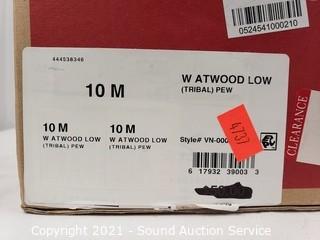 0524541000210
444538346
10 M
W ATWOOD LOW
(TRIBAL) PEW
10 M
W ATWOOD LOW
(TRIBAL) PEW
10 M
W ATWOOD LOW
(TRIBAL) PEW
Style# VN-000
4737
6 17932 39003 3
CLEARANCE
Copyright 2021 - Sound Auction Service